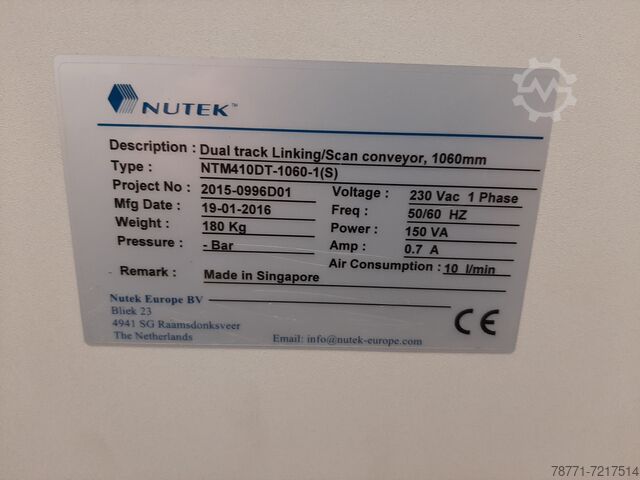 NUTEK™
Description : Dual track Linking/Scan conveyor, 1060mm
Type : NTM410DT-1060-1(S)
Project No : 2015-0996D01
Mfg Date : 19-01-2016
Weight : 180 Kg
Pressure : - Bar
Voltage : 230 Vac 1 Phase
Freq : 50/60 HZ
Power : 150 VA
Amp : 0.7 A
Air Consumption : 10 l/min
Remark : Made in Singapore
Nutek Europe BV
Bliek 23
4941 SG Raamsdonksveer
The Netherlands
Email: info@nutek-europe.com
CE
78771-7217514